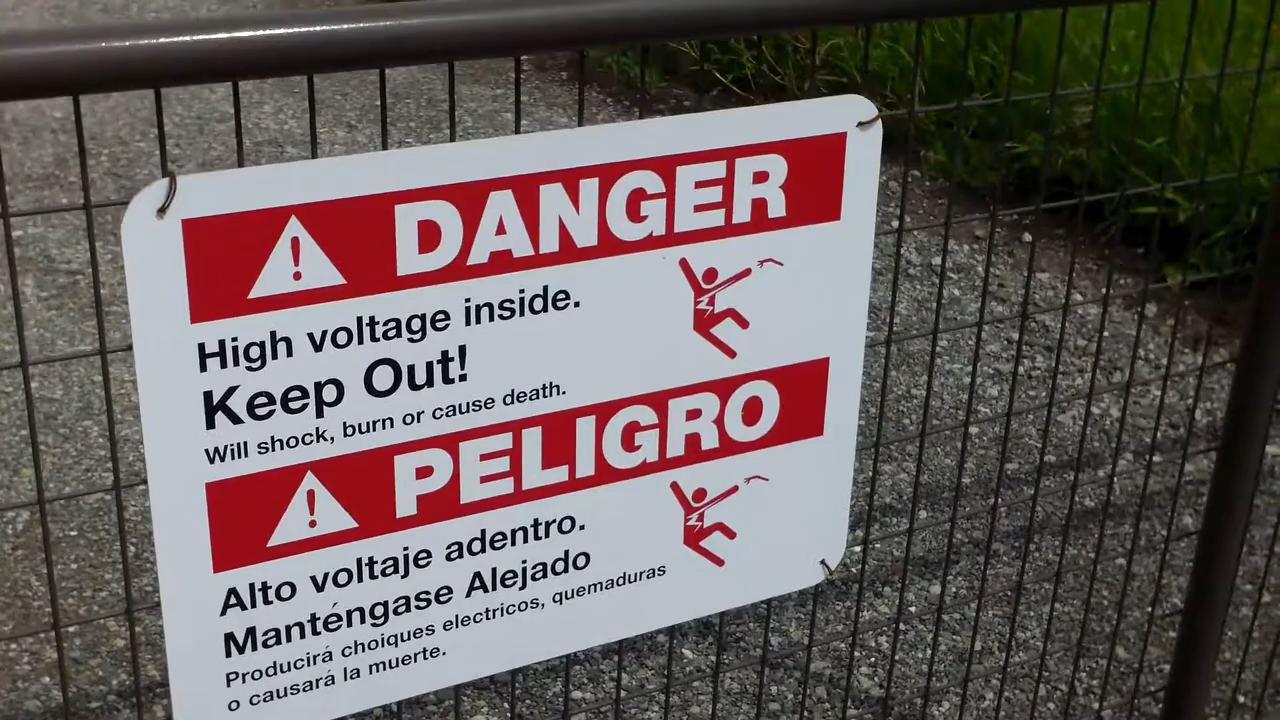 DANGER
High voltage inside.
Keep Out!
Will shock, burn or cause death.
PELIGRO
Alto voltaje adentro.
Manténgase Alejado
Producirá choiques electricos, quemaduras
o causará la muerte.